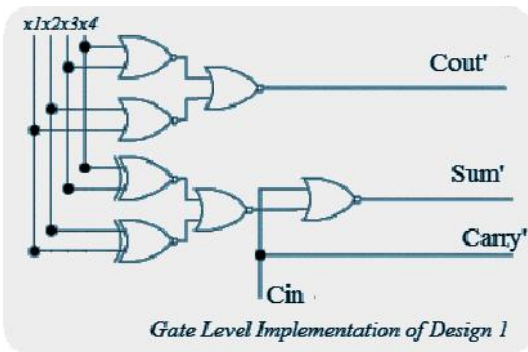 x1x2x3x4
Cout'
Sum'
Carry'
Cin
Gate Level Implementation of Design 1